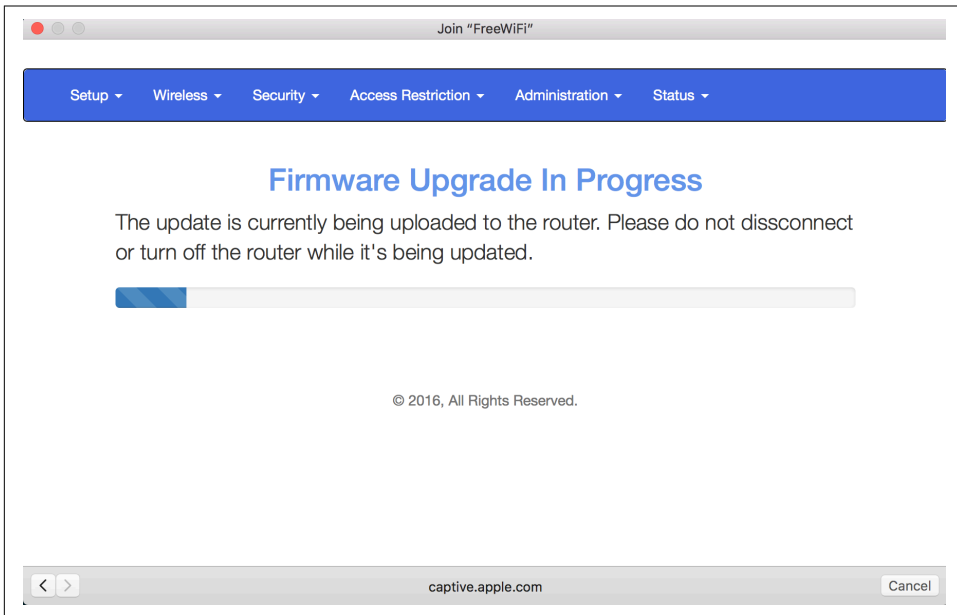 Join “FreeWiFi”
Setup Wireless Security Access Restriction Administration Status
Firmware Upgrade In Progress
The update is currently being uploaded to the router. Please do not dissconnect
or turn off the router while it's being updated.
© 2016, All Rights Reserved.
captive.apple.com
Cancel